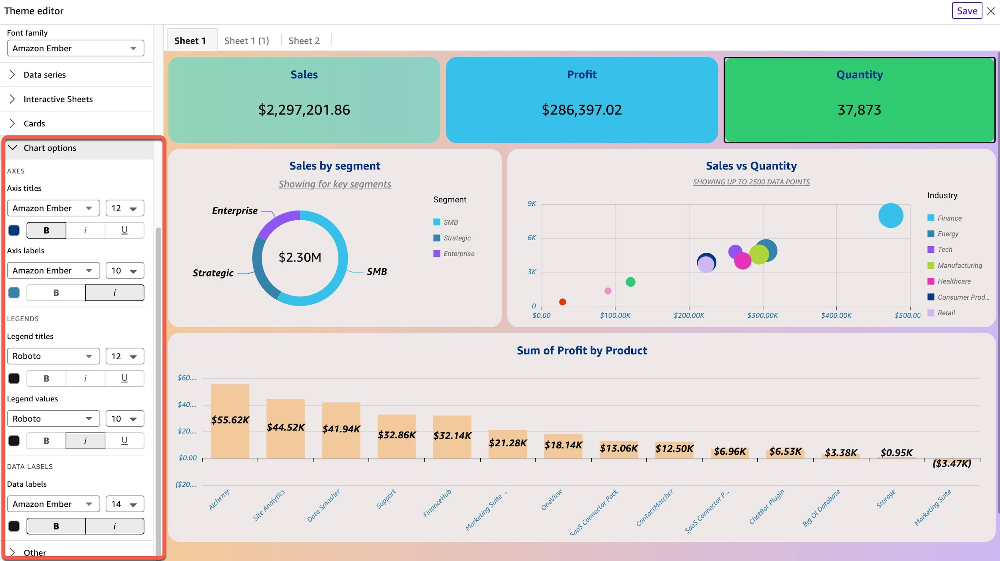 Theme editor
Save
Font family
Amazon Ember
Data series
Interactive Sheets
Cards
Chart options
AXES
Axis titles
Amazon Ember 12
B i U
Axis labels
Amazon Ember 10
B i
LEGENDS
Legend titles
Roboto 12
B i U
Legend values
Roboto 10
B i U
DATA LABELS
Data labels
Amazon Ember 14
B i
Other
Sheet 1 Sheet 1 (1) Sheet 2
Sales
$2,297,201.86
Profit
$286,397.02
Quantity
37,873
Sales by segment
Showing for key segments
Enterprise
Strategic
$2.30M
SMB
Segment
SMB
Strategic
Enterprise
Sales vs Quantity
SHOWING UP TO 2500 DATA POINTS
9K
6K
3K
0
$0.00 $100.00K $200.00K $300.00K $400.00K $500.00
Industry
Finance
Energy
Tech
Manufacturing
Healthcare
Consumer Prod...
Retail
Sum of Profit by Product
$60....
$40....
$20....
$0.00
($20....
$55.62K $44.52K $41.94K $32.86K $32.14K $21.28K $18.14K $13.06K $12.50K $6.96K $6.53K $3.38K $0.95K ($3.47K)
Alchemy
Site Analytics
Data Smasher
Support
FinanceHub
Marketing Suite ...
OneView
SaaS Connector Pack
ContactMatcher
SaaS Connector P...
ChatBot Plugin
Big Ol Database
Storage
Marketing Suite